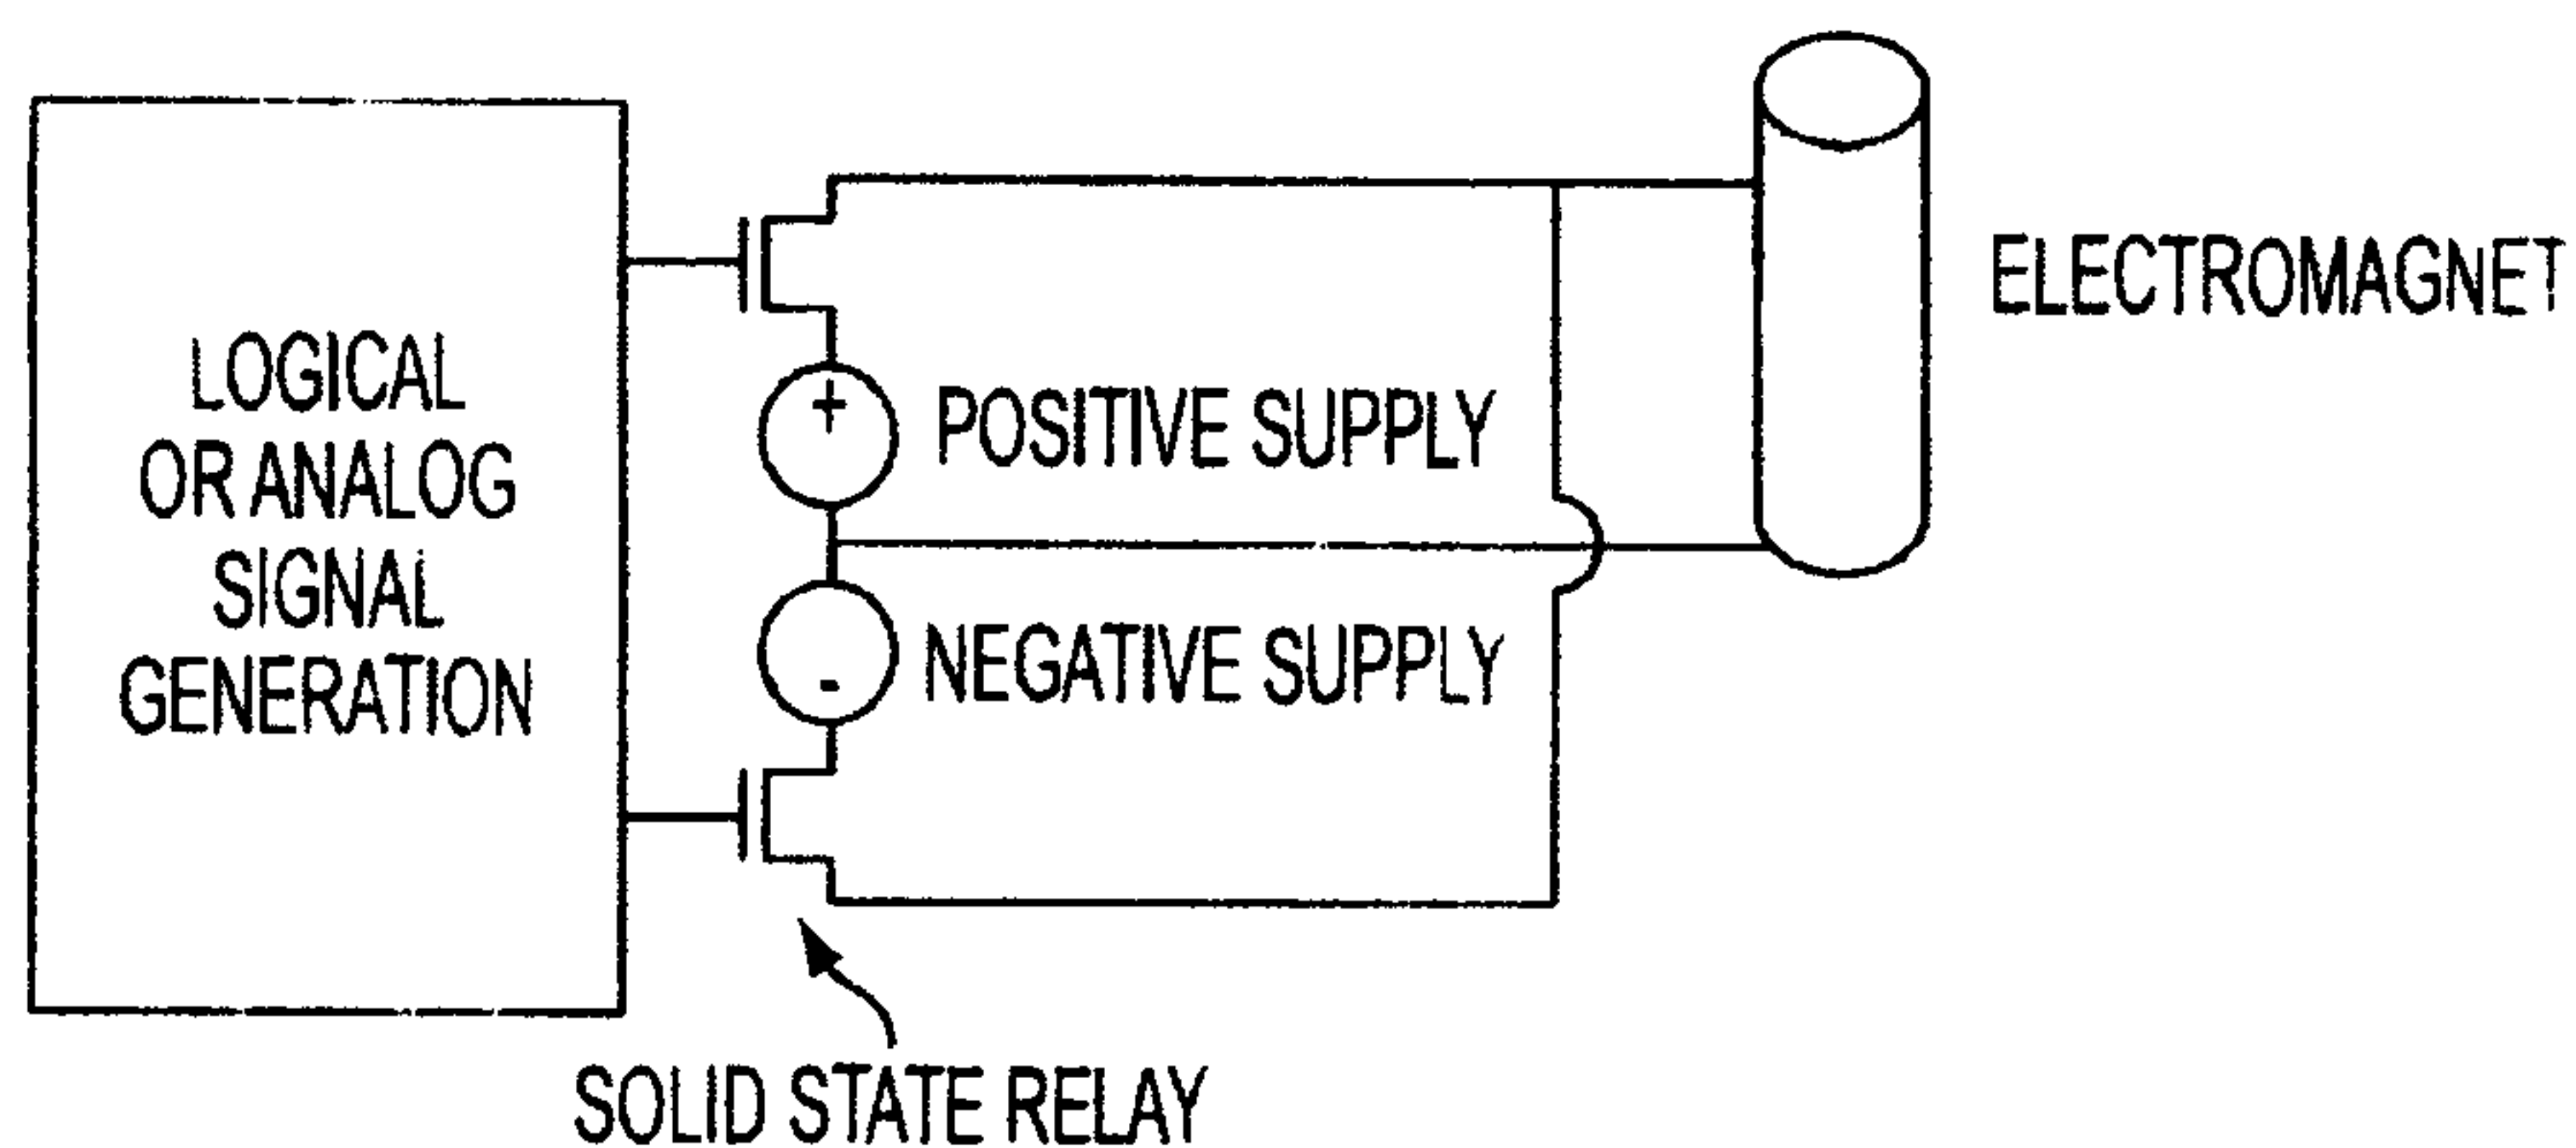 LOGICAL
OR ANALOG
SIGNAL
GENERATION
+
POSITIVE SUPPLY
NEGATIVE SUPPLY
-
ELECTROMAGNET
SOLID STATE RELAY